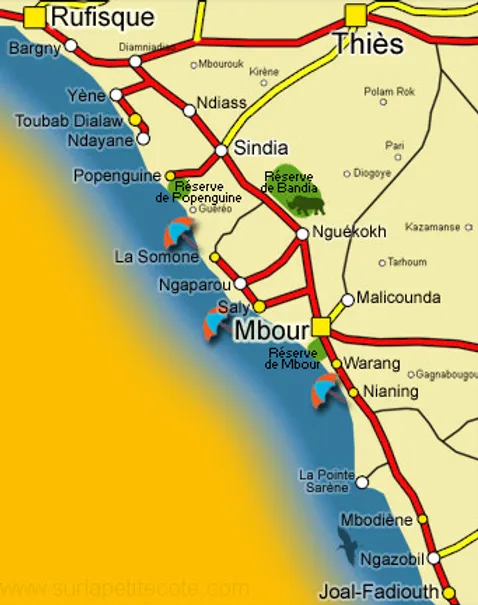 Rufisque
Thiès
Bargny
Diamniadio
Mbourouk
Kirène
Yène
Ndiass
Polam Rok
Toubab Dialaw
Ndayane
Sindia
Pari
Popenguine
Réserve
de Popenguine
Réserve
de Bandia
Diogoye
Guéréo
Nguékokh
Kazamanse
La Somone
Tarhoum
Ngaparou
Saly
Malicounda
Mbour
Réserve
de Mbour
Warang
Gagnabougou
Nianing
La Pointe
Sarène
Mbodiène
Ngazobil
www.surlapetitecote.com
Joal-Fadiouth